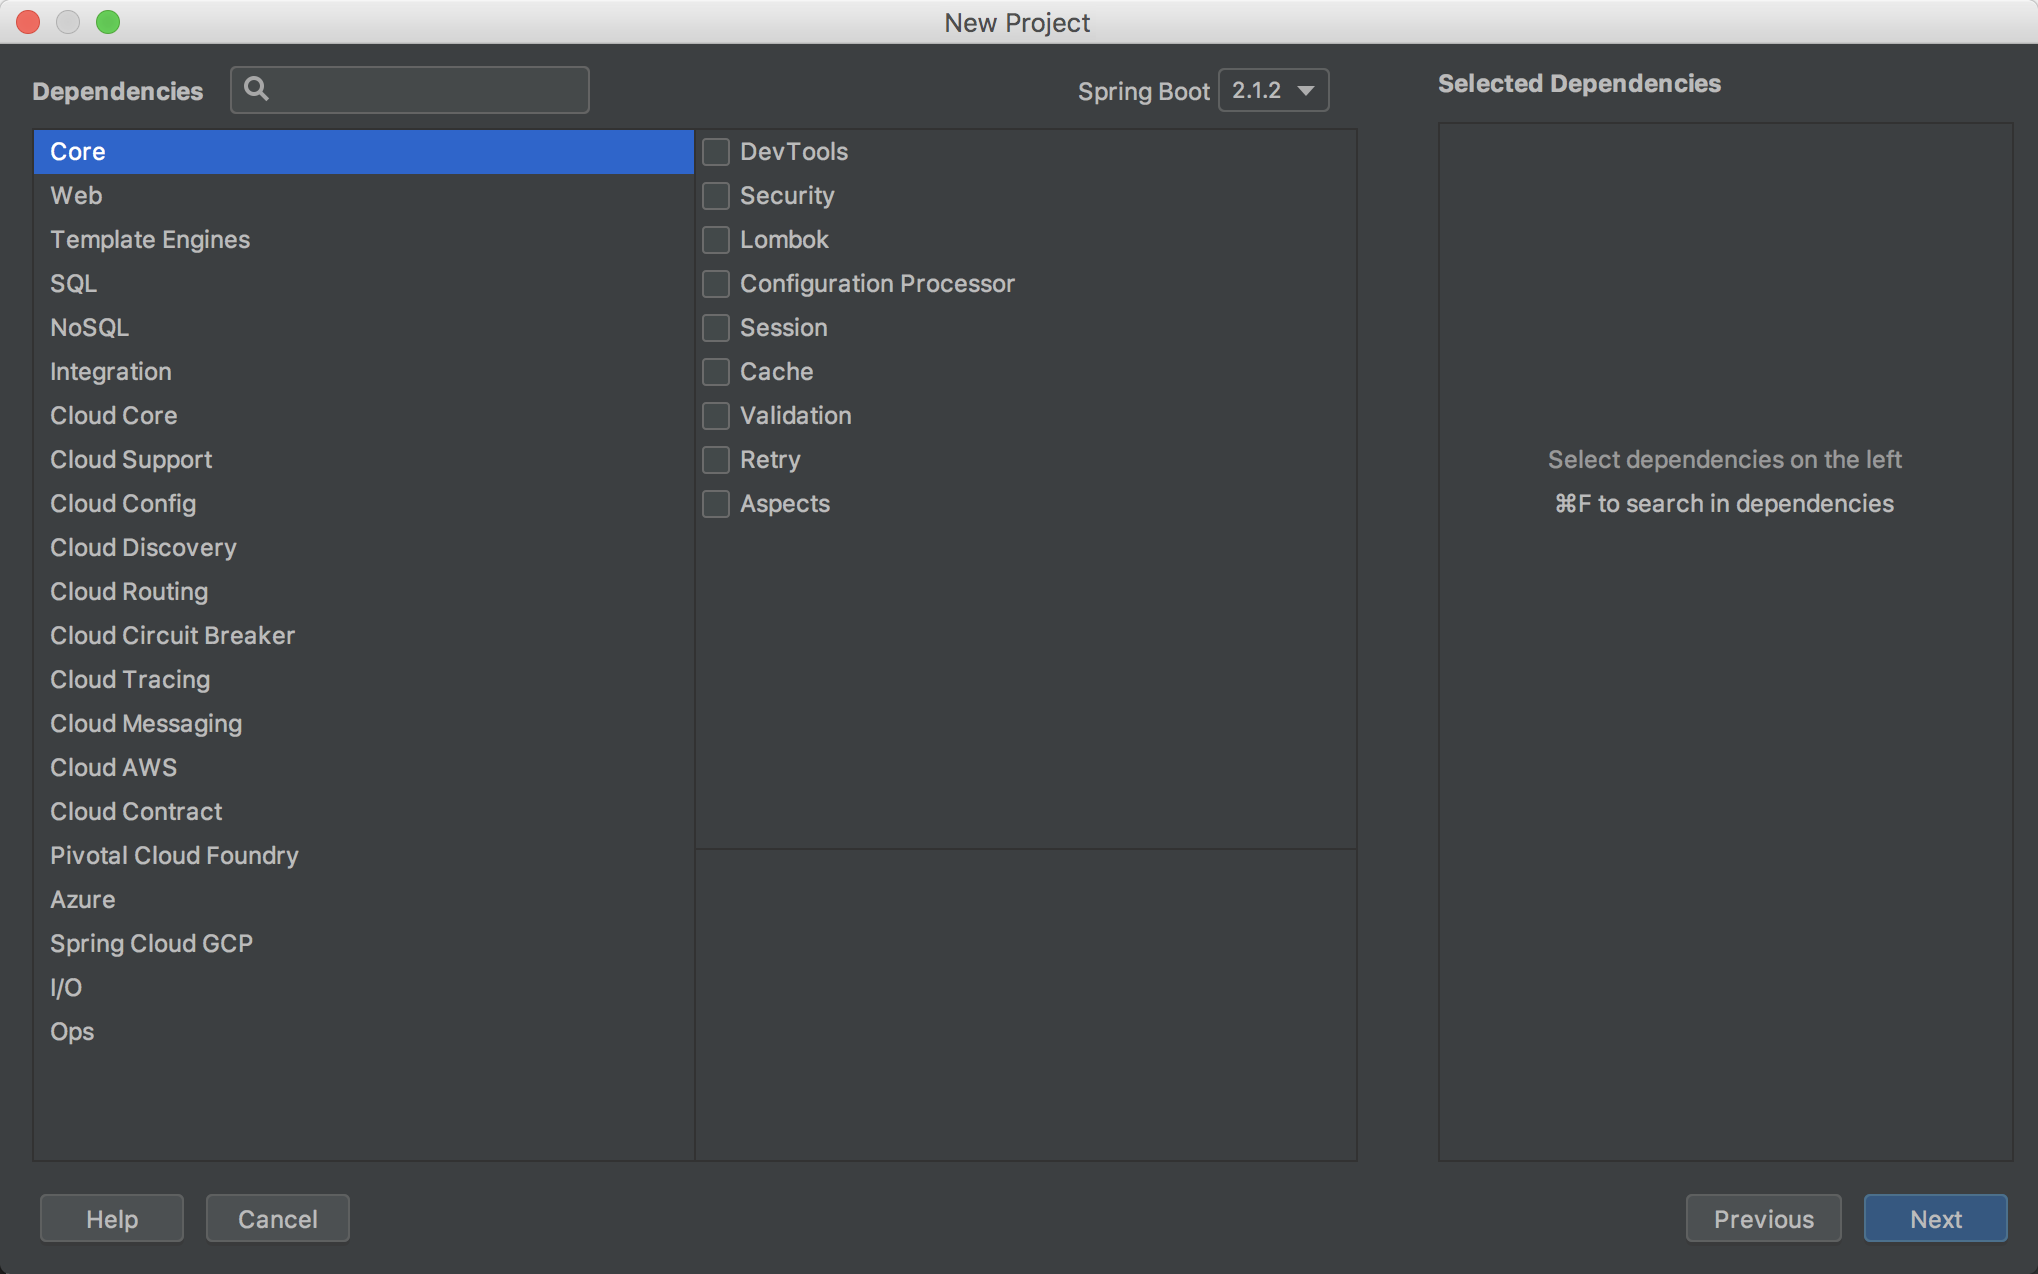 New Project
Dependencies
Spring Boot 2.1.2
Selected Dependencies
Core
Web
Template Engines
SQL
NoSQL
Integration
Cloud Core
Cloud Support
Cloud Config
Cloud Discovery
Cloud Routing
Cloud Circuit Breaker
Cloud Tracing
Cloud Messaging
Cloud AWS
Cloud Contract
Pivotal Cloud Foundry
Azure
Spring Cloud GCP
I/O
Ops
DevTools
Security
Lombok
Configuration Processor
Session
Cache
Validation
Retry
Aspects
Select dependencies on the left
⌘F to search in dependencies
Help
Cancel
Previous
Next